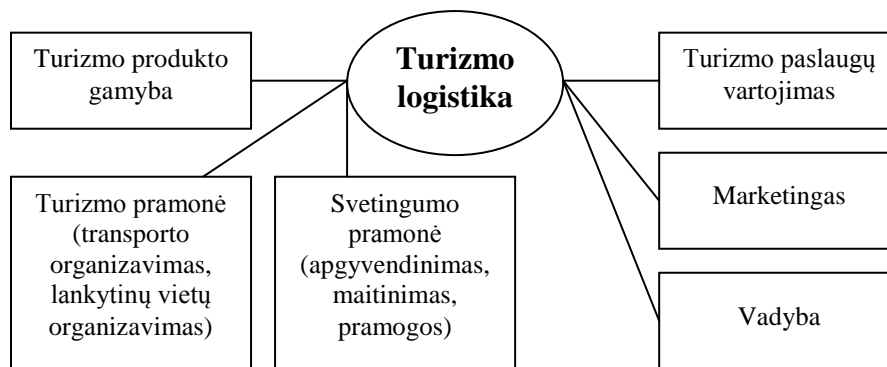 Turizmo produkto
gamyba
Turizmo
logistika
Turizmo paslaugų
vartojimas
Turizmo pramonė
(transporto
organizavimas,
lankytinų vietų
organizavimas)
Svetingumo
pramonė
(apgyvendinimas,
maitinimas,
pramogos)
Marketingas
Vadyba